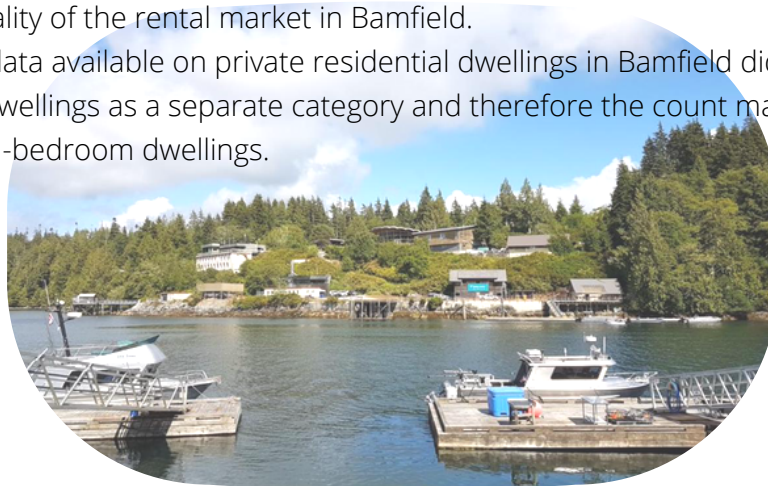 ality of the rental market in Bamfield.
data available on private residential dwellings in Bamfield did
wellings as a separate category and therefore the count ma
-bedroom dwellings.